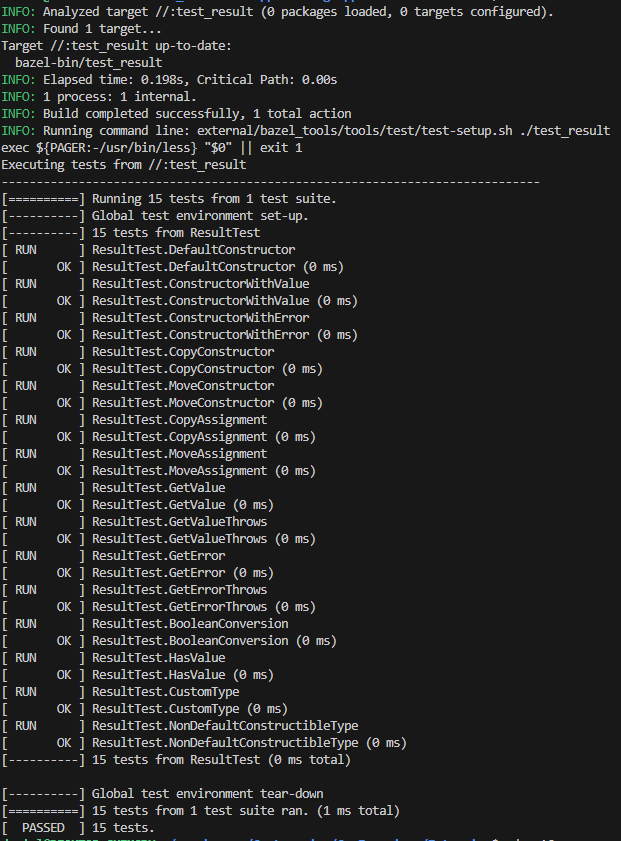 INFO: Analyzed target //:test_result (0 packages loaded, 0 targets configured).
INFO: Found 1 target...
Target //:test_result up-to-date:
  bazel-bin/test_result
INFO: Elapsed time: 0.198s, Critical Path: 0.00s
INFO: 1 process: 1 internal.
INFO: Build completed successfully, 1 total action
INFO: Running command line: external/bazel_tools/tools/test/test-setup.sh ./test_result
exec ${PAGER:-/usr/bin/less} "$0" || exit 1
Executing tests from //:test_result
-----------------------------------------------------------------------------
[==========] Running 15 tests from 1 test suite.
[----------] Global test environment set-up.
[----------] 15 tests from ResultTest
[ RUN      ] ResultTest.DefaultConstructor
[       OK ] ResultTest.DefaultConstructor (0 ms)
[ RUN      ] ResultTest.ConstructorWithValue
[       OK ] ResultTest.ConstructorWithValue (0 ms)
[ RUN      ] ResultTest.ConstructorWithError
[       OK ] ResultTest.ConstructorWithError (0 ms)
[ RUN      ] ResultTest.CopyConstructor
[       OK ] ResultTest.CopyConstructor (0 ms)
[ RUN      ] ResultTest.MoveConstructor
[       OK ] ResultTest.MoveConstructor (0 ms)
[ RUN      ] ResultTest.CopyAssignment
[       OK ] ResultTest.CopyAssignment (0 ms)
[ RUN      ] ResultTest.MoveAssignment
[       OK ] ResultTest.MoveAssignment (0 ms)
[ RUN      ] ResultTest.GetValue
[       OK ] ResultTest.GetValue (0 ms)
[ RUN      ] ResultTest.GetValueThrows
[       OK ] ResultTest.GetValueThrows (0 ms)
[ RUN      ] ResultTest.GetError
[       OK ] ResultTest.GetError (0 ms)
[ RUN      ] ResultTest.GetErrorThrows
[       OK ] ResultTest.GetErrorThrows (0 ms)
[ RUN      ] ResultTest.BooleanConversion
[       OK ] ResultTest.BooleanConversion (0 ms)
[ RUN      ] ResultTest.HasValue
[       OK ] ResultTest.HasValue (0 ms)
[ RUN      ] ResultTest.CustomType
[       OK ] ResultTest.CustomType (0 ms)
[ RUN      ] ResultTest.NonDefaultConstructibleType
[       OK ] ResultTest.NonDefaultConstructibleType (0 ms)
[----------] 15 tests from ResultTest (0 ms total)

[----------] Global test environment tear-down
[==========] 15 tests from 1 test suite ran. (1 ms total)
[  PASSED  ] 15 tests.